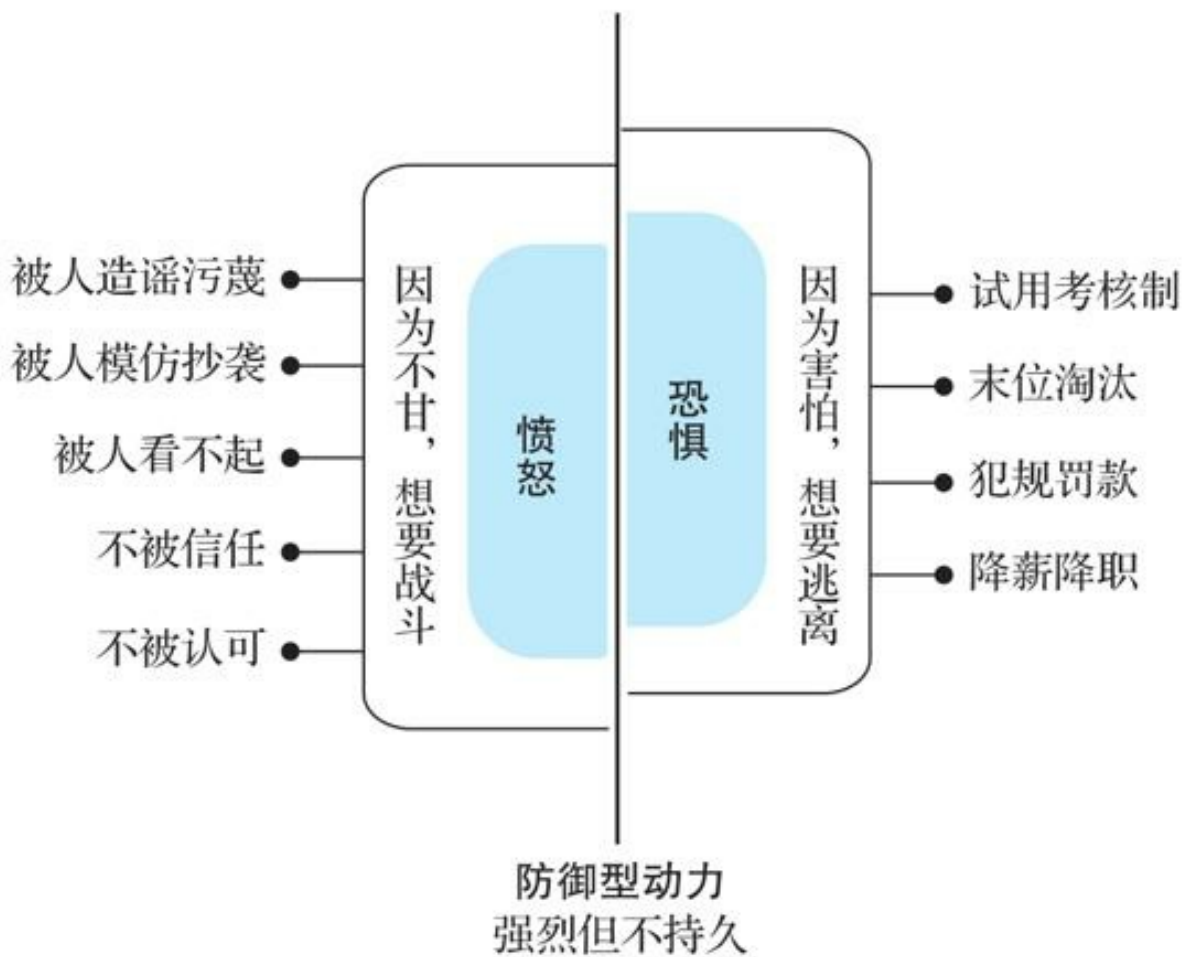 被人造谣污蔑
被人模仿抄袭
被人看不起
不被信任
不被认可
因为不甘，想要战斗
愤怒
恐惧
因为害怕，想要逃离
试用考核制
末位淘汰
犯规罚款
降薪降职
防御型动力
强烈但不持久